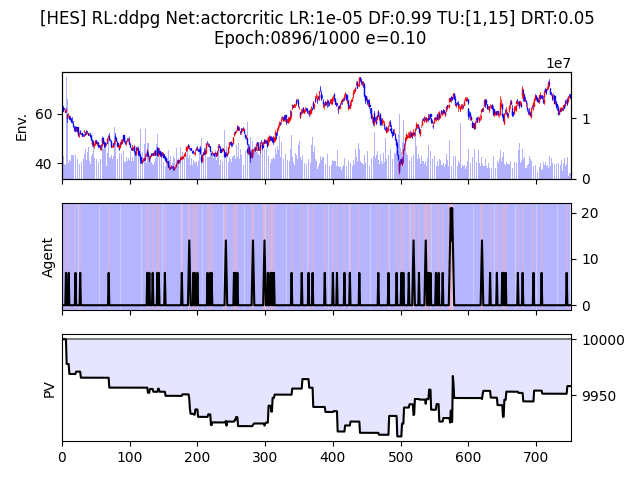 [HES] RL:ddpg Net:actorcritic LR:1e-05 DF:0.99 TU:[1,15] DRT:0.05
Epoch:0896/1000 e=0.10
1e7
Env.
60
40
1
0
Agent
20
10
0
PV
10000
9950
0 100 200 300 400 500 600 700